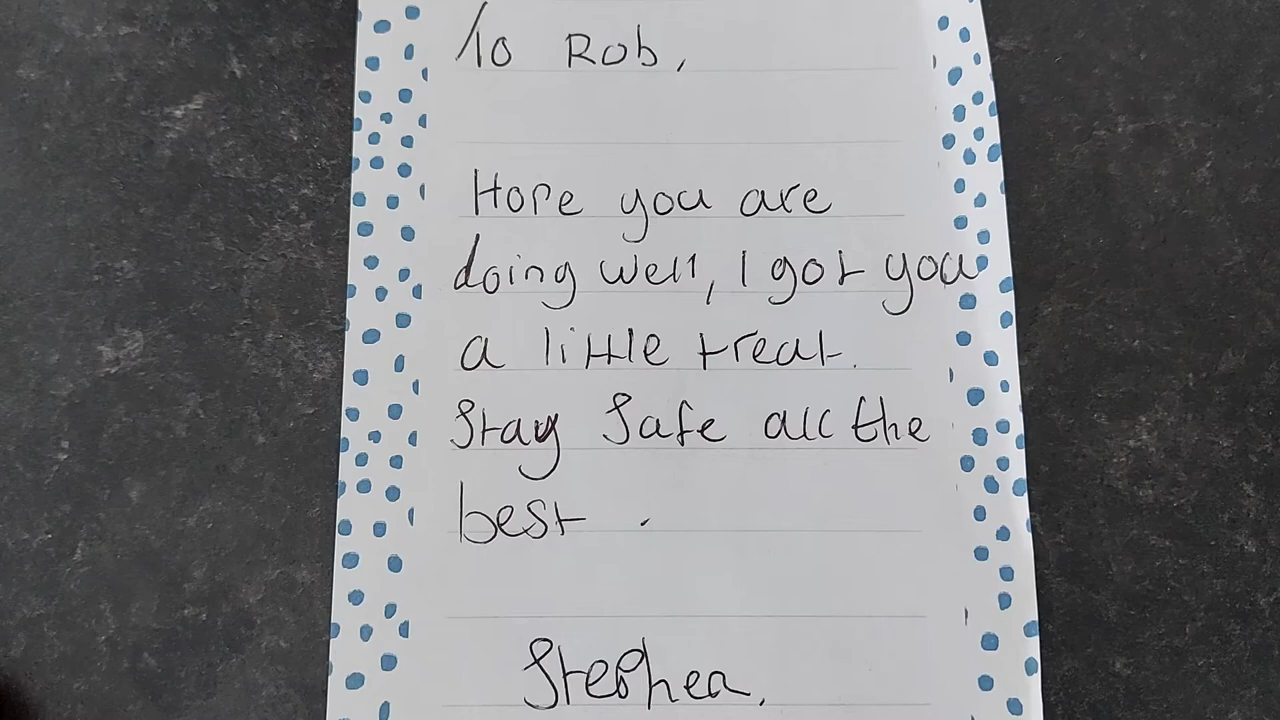 To Rob,
Hope you are
doing well, I got you
a little treat.
Stay Safe all the
best .
Stephen.